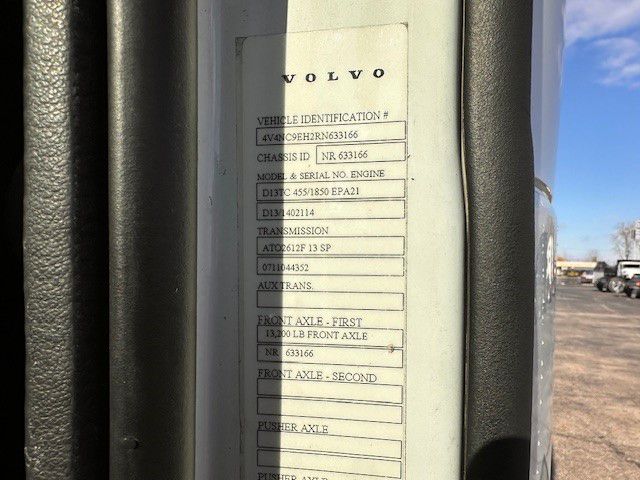 VOLVO
VEHICLE IDENTIFICATION #
4V4NC9EH2RN633166
CHASSIS ID NR 633166
MODEL & SERIAL NO. ENGINE
D13TC 455/1850 EPA21
D13/1402114
TRANSMISSION
ATO2612F 13 SP
0711044352
AUX TRANS.
FRONT AXLE - FIRST
13,200 LB FRONT AXLE
NR 633166
FRONT AXLE - SECOND
PUSHER AXLE
PUSHER AXLE